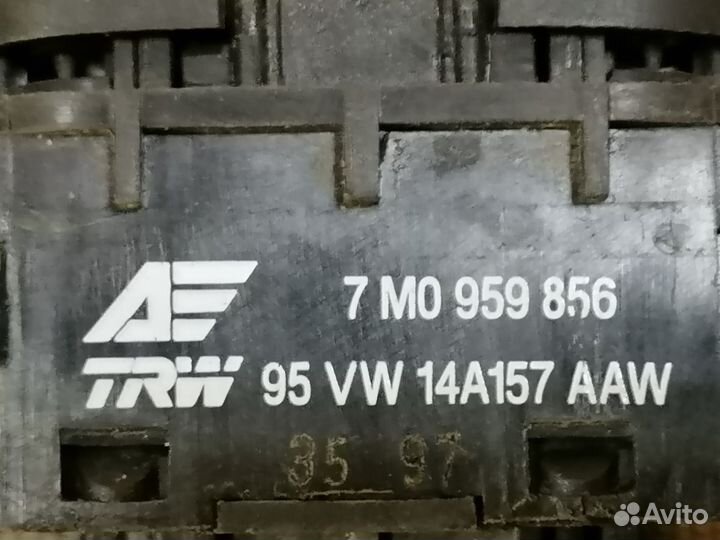 AE 7 M0 959 856
TRW 95 VW 14A157 AAW
35 97
Avito